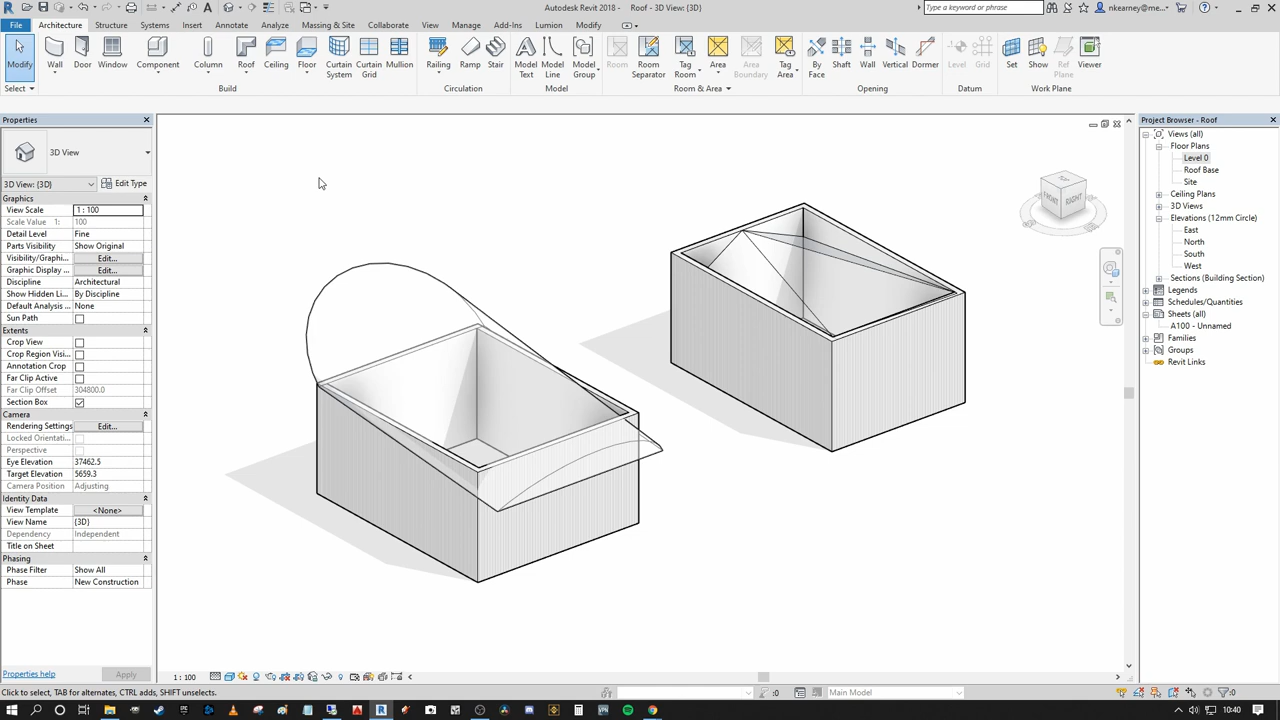 Autodesk Revit 2018 - Roof - 3D View: {3D}
Type a keyword or phrase
nkearney@me...
File Architecture Structure Systems Insert Annotate Analyze Massing & Site Collaborate View Manage Add-Ins Lumion Modify
Modify Wall Door Window Component Column Roof Ceiling Floor Curtain System Curtain Grid Mullion Railing Ramp Stair Model Text Model Line Model Group Room Room Separator Tag Room Area Area Boundary Tag Area By Face Shaft Wall Vertical Dormer Level Grid Set Show Ref Plane Viewer
Select Build Circulation Model Room & Area Opening Datum Work Plane
Properties
3D View
3D View: {3D} Edit Type
Graphics
View Scale 1 : 100
Scale Value 1: 100
Detail Level Fine
Parts Visibility Show Original
Visibility/Graphi... Edit...
Graphic Display ... Edit...
Discipline Architectural
Show Hidden Li... By Discipline
Default Analysis ... None
Sun Path
Extents
Crop View
Crop Region Visi...
Annotation Crop
Far Clip Active
Far Clip Offset 304800.0
Section Box
Camera
Rendering Settings Edit...
Locked Orientati...
Perspective
Eye Elevation 37462.5
Target Elevation 5659.3
Camera Position Adjusting
Identity Data
View Template <None>
View Name {3D}
Dependency Independent
Title on Sheet
Phasing
Phase Filter Show All
Phase New Construction
Properties help Apply
TOP
FRONT RIGHT
Project Browser - Roof
Views (all)
Floor Plans
Level 0
Roof Base
Site
Ceiling Plans
3D Views
Elevations (12mm Circle)
East
North
South
West
Sections (Building Section)
Legends
Schedules/Quantities
Sheets (all)
A100 - Unnamed
Families
Groups
Revit Links
1 : 100
Click to select, TAB for alternates, CTRL adds, SHIFT unselects.
:0 Main Model :0
10:40